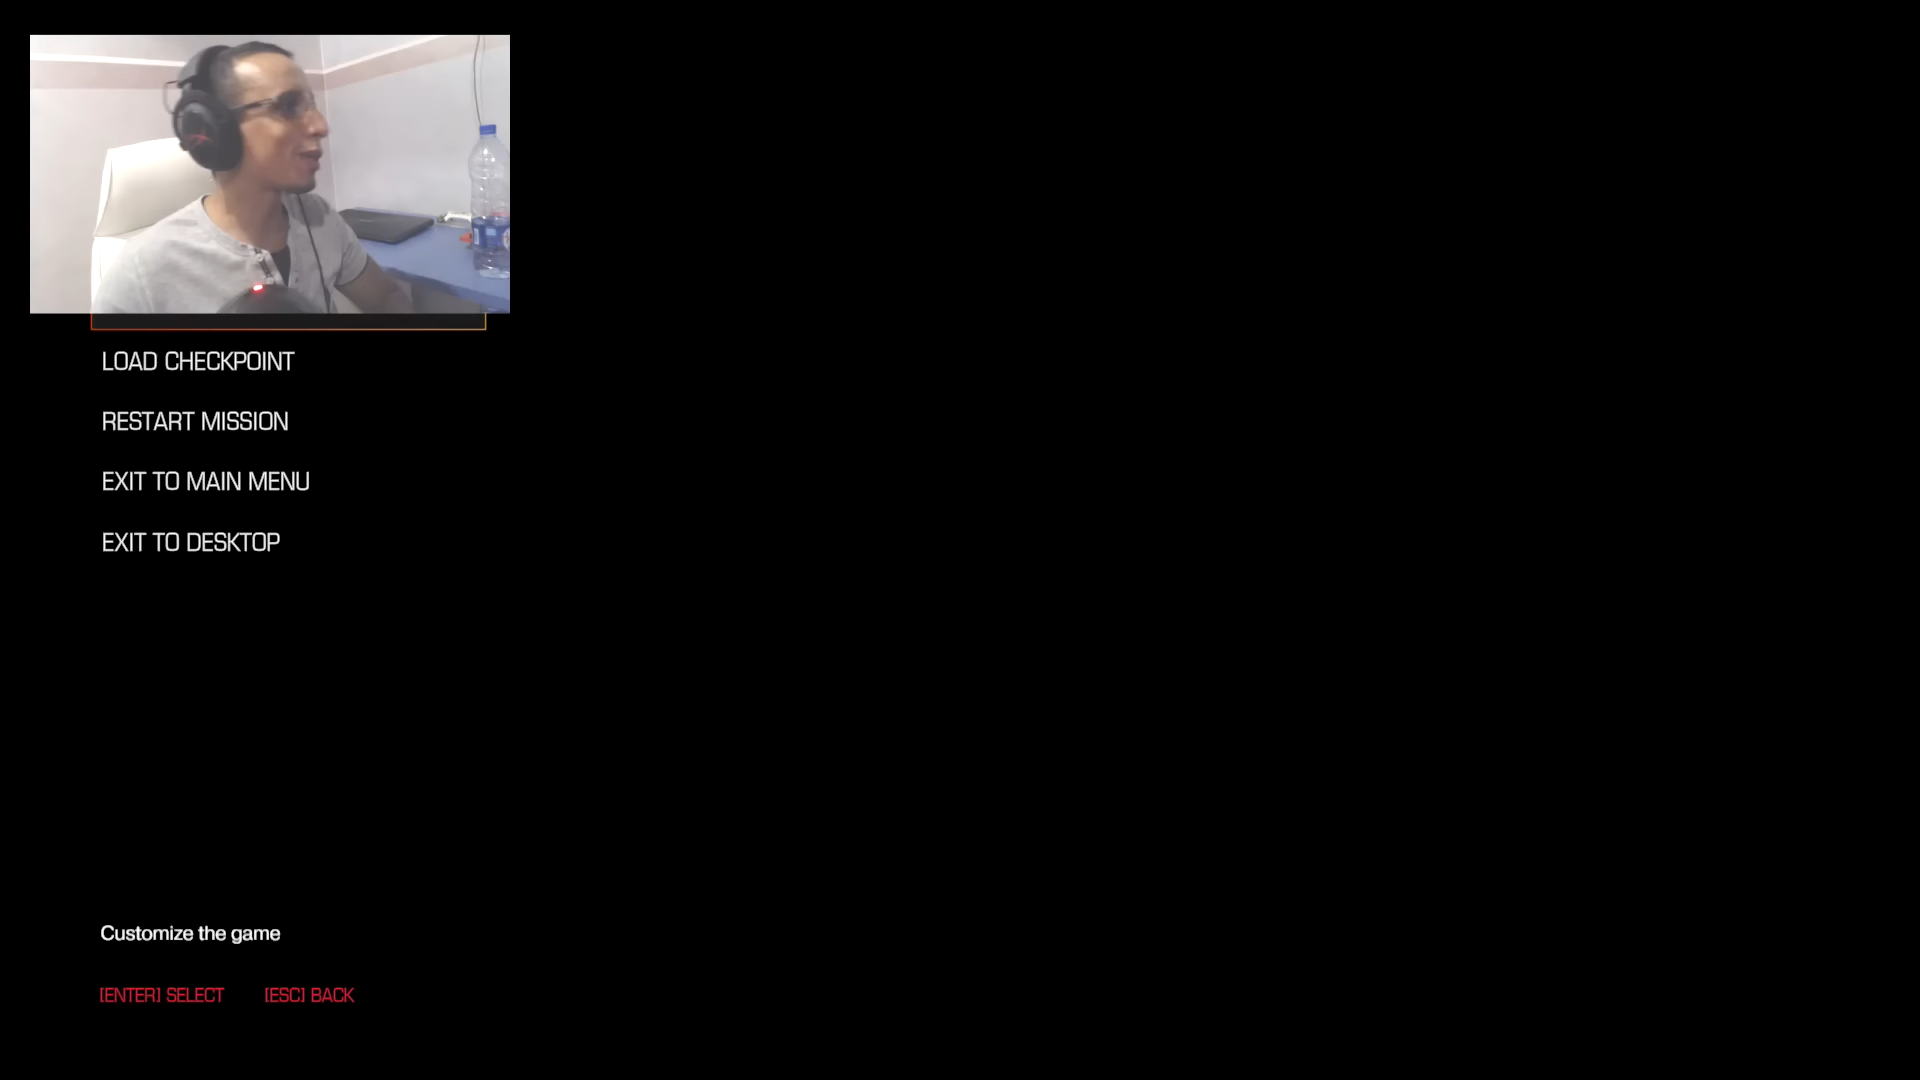 LOAD CHECKPOINT
RESTART MISSION
EXIT TO MAIN MENU
EXIT TO DESKTOP
Customize the game
[ENTER] SELECT [ESC] BACK